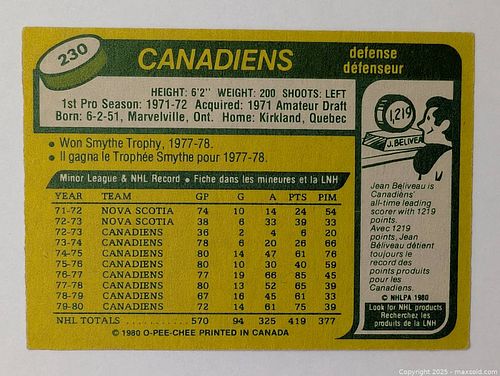 230
CANADIENS
defense
défenseur
HEIGHT: 6'2" WEIGHT: 200 SHOOTS: LEFT
1st Pro Season: 1971-72 Acquired: 1971 Amateur Draft
Born: 6-2-51, Marvelville, Ont. Home: Kirkland, Quebec
• Won Smythe Trophy, 1977-78.
• Il gagna le Trophée Smythe pour 1977-78.
Minor League & NHL Record • Fiche dans les mineures et la LNH
YEAR TEAM GP G A PTS PIM
71-72 NOVA SCOTIA 74 10 14 24 54
72-73 NOVA SCOTIA 38 8 33 39 33
72-73 CANADIENS 36 2 4 6 20
73-74 CANADIENS 78 6 20 26 66
74-75 CANADIENS 80 14 47 61 76
75-76 CANADIENS 80 10 30 40 59
76-77 CANADIENS 77 19 66 85 45
77-78 CANADIENS 80 13 52 65 39
78-79 CANADIENS 67 16 45 61 33
79-80 CANADIENS 72 14 61 75 39
NHL TOTALS .......... 570 94 325 419 377
© 1980 O-PEE-CHEE PRINTED IN CANADA
1,219
J. BELIVEA
Jean Béliveau is
Canadiens'
all-time leading
scorer with 1219
points.
Avec 1219
points, Jean
Béliveau détient
toujours le
record des
points produits
pour les
Canadiens.
© NHLPA 1980
Look for NHL products
Recherchez les
produits de la LNH
Copyright 2025 - maxsold.com